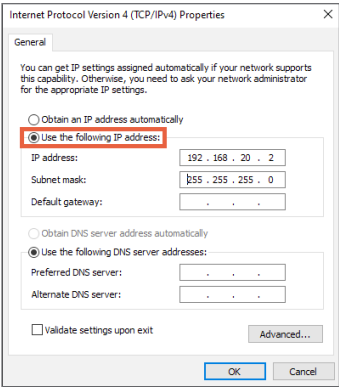 Internet Protocol Version 4 (TCP/IPv4) Properties
General
You can get IP settings assigned automatically if your network supports
this capability. Otherwise, you need to ask your network administrator
for the appropriate IP settings.
Obtain an IP address automatically
Use the following IP address:
IP address: 192 . 168 . 20 . 2
Subnet mask: 255 . 255 . 255 . 0
Default gateway: . . .
Obtain DNS server address automatically
Use the following DNS server addresses:
Preferred DNS server: . . .
Alternate DNS server: . . .
Validate settings upon exit
Advanced...
OK Cancel